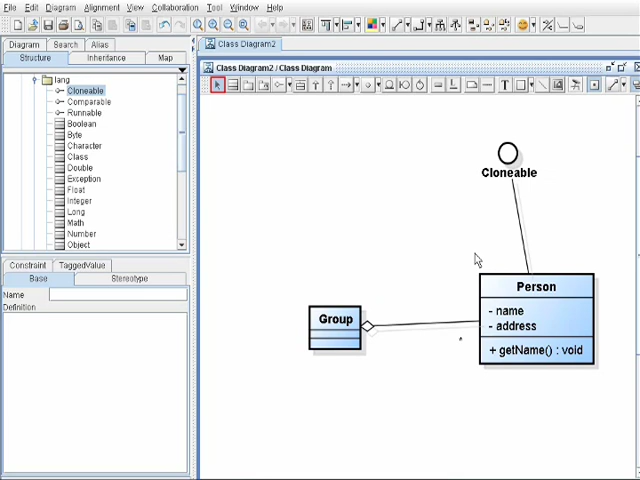 File Edit Diagram Alignment View Collaboration Tool Window Help
Diagram Search Alias
Structure Inheritance Map
lang
Cloneable
Comparable
Runnable
Boolean
Byte
Character
Class
Double
Exception
Float
Integer
Long
Math
Number
Object
Constraint TaggedValue
Base Stereotype
Name
Definition
Class Diagram2
Class Diagram2 / Class Diagram
T
Cloneable
Person
- name
- address
+ getName() : void
Group